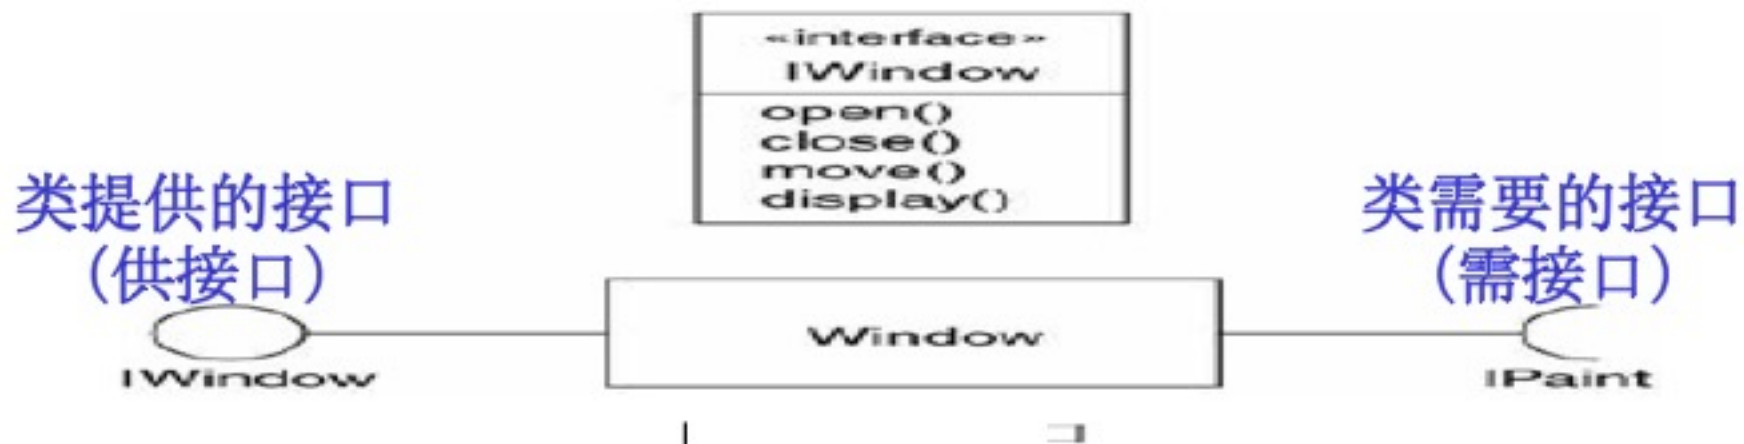 «interface»
IWindow
open()
close()
move()
display()
类提供的接口
(供接口)
类需要的接口
(需接口)
Window
IWindow
IPaint